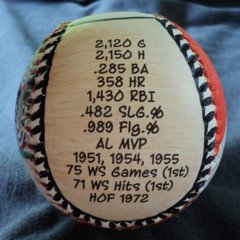 2,120 G
2,150 H
.285 BA
358 HR
1,430 RBI
.482 SLG.%
.989 Flg.%
AL MVP
1951, 1954, 1955
75 WS Games (1st)
71 WS Hits (1st)
HOF 1972